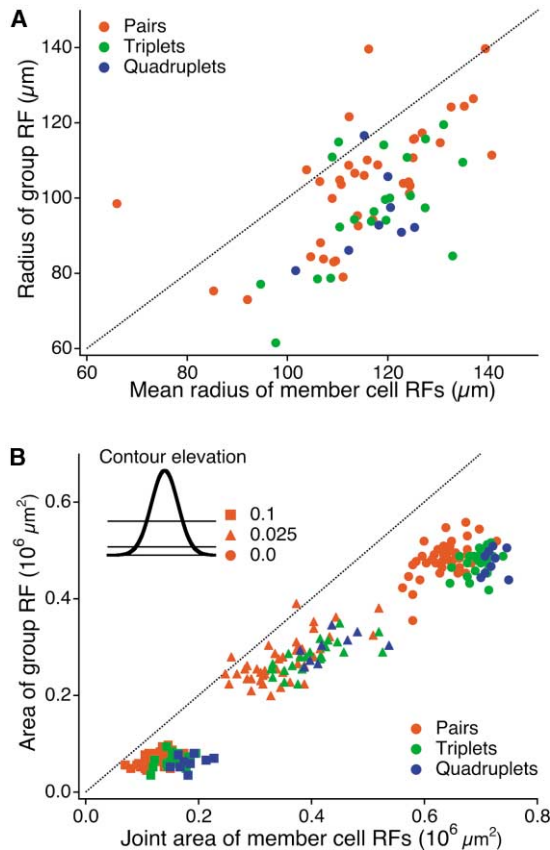 A
Pairs
Triplets
Quadruplets
Radius of group RF (μm)
140
120
100
80
60
60 80 100 120 140
Mean radius of member cell RFs (μm)
B
Contour elevation
0.1
0.025
0.0
Area of group RF (10⁶ μm²)
0.6
0.4
0.2
0.0
Pairs
Triplets
Quadruplets
0.0 0.2 0.4 0.6 0.8
Joint area of member cell RFs (10⁶ μm²)